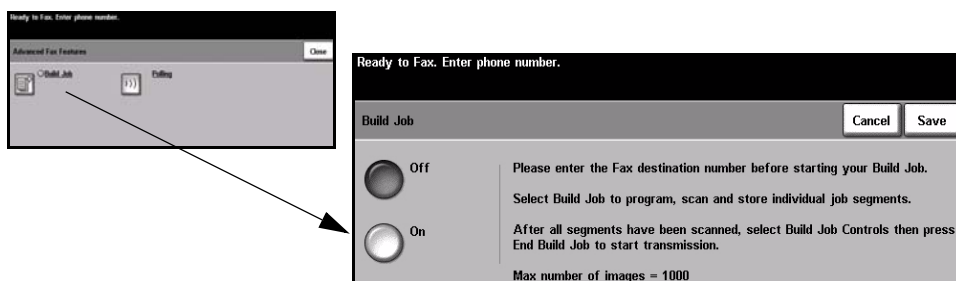 Ready to Fax. Enter phone number.
Advanced Fax Features
Close
Build Job
Polling
Ready to Fax. Enter phone number.
Build Job
Cancel
Save
Off
Please enter the Fax destination number before starting your Build Job.
Select Build Job to program, scan and store individual job segments.
On
After all segments have been scanned, select Build Job Controls then press
End Build Job to start transmission.
Max number of images = 1000